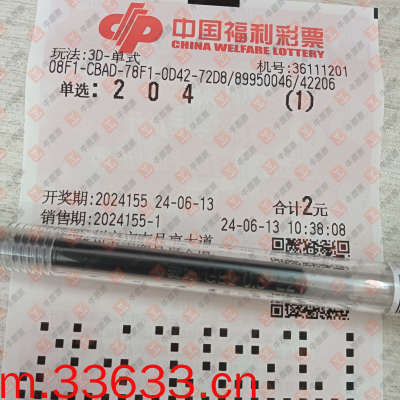 中国福利彩票
CHINA WELFARE LOTTERY
玩法:3D-单式 机号:36111201
08F1-CBAD-78F1-0D42-72D8/89950046/42206
单选: 2 0 4 (1)
开奖期:2024155 24-06-13 合计2元
销售期:2024155-1 24-06-13 10:38:08
m.33633.cn